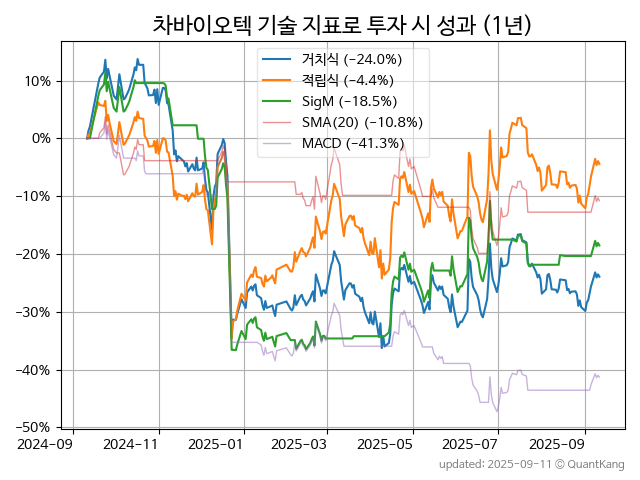 차바이오텍 기술 지표로 투자 시 성과 (1년)
거치식 (−24.0%)
적립식 (−4.4%)
SigM (−18.5%)
SMA(20) (−10.8%)
MACD (−41.3%)
10%
0%
−10%
−20%
−30%
−40%
−50%
2024-09 2024-11 2025-01 2025-03 2025-05 2025-07 2025-09
updated: 2025-09-11 © QuantKang